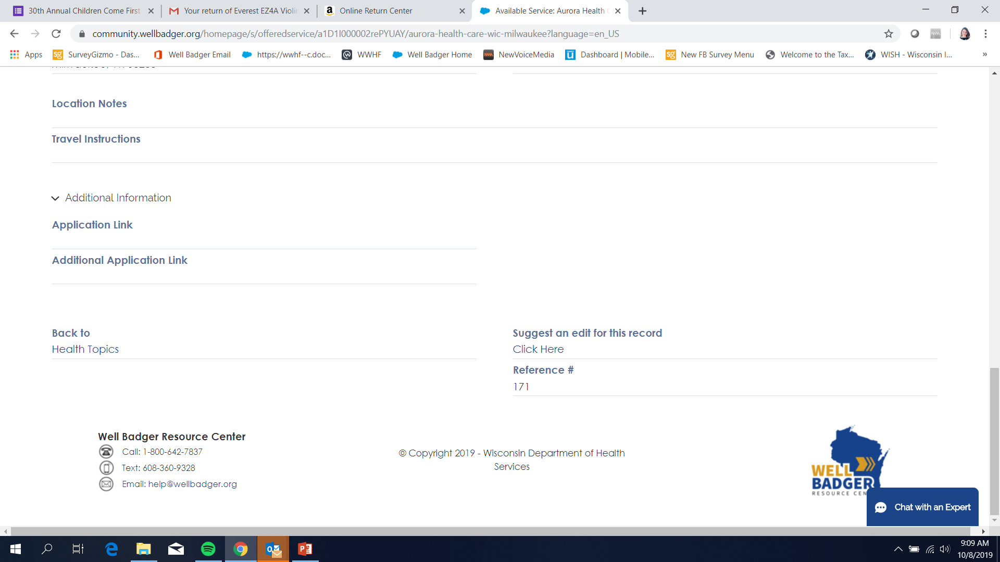 30th Annual Children Come First
Your return of Everest EZ4A Violin
Online Return Center
Available Service: Aurora Health C
community.wellbadger.org/homepage/s/offeredservice/a1D1I000002rePYUAY/aurora-health-care-wic-milwaukee?language=en_US
Apps
SurveyGizmo - Das...
Well Badger Email
https://wwhf--c.doc...
WWHF
Well Badger Home
NewVoiceMedia
Dashboard | Mobile...
New FB Survey Menu
Welcome to the Tax...
WISH - Wisconsin I...
»
Location Notes
Travel Instructions
Additional Information
Application Link
Additional Application Link
Back to
Health Topics
Suggest an edit for this record
Click Here
Reference #
171
Well Badger Resource Center
Call: 1-800-642-7837
Text: 608-360-9328
Email: help@wellbadger.org
© Copyright 2019 - Wisconsin Department of Health
Services
WELL
BADGER
RESOURCE CEN
Chat with an Expert
9:09 AM
10/8/2019